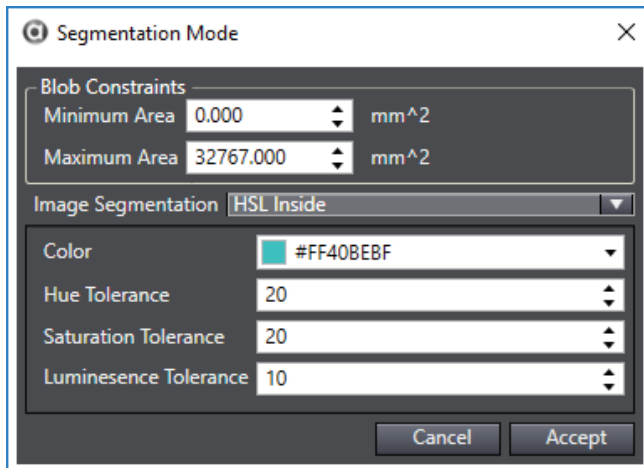 Segmentation Mode
Blob Constraints
Minimum Area 0.000 mm^2
Maximum Area 32767.000 mm^2
Image Segmentation HSL Inside
Color #FF40BEBF
Hue Tolerance 20
Saturation Tolerance 20
Luminesence Tolerance 10
Cancel Accept